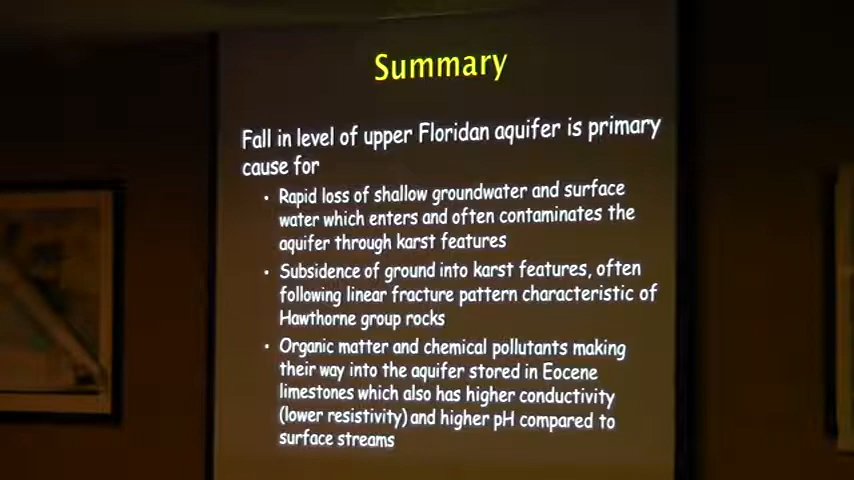 Summary
Fall in level of upper Floridan aquifer is primary
cause for
• Rapid loss of shallow groundwater and surface
water which enters and often contaminates the
aquifer through karst features
• Subsidence of ground into karst features, often
following linear fracture pattern characteristic of
Hawthorne group rocks
• Organic matter and chemical pollutants making
their way into the aquifer stored in Eocene
limestones which also has higher conductivity
(lower resistivity) and higher pH compared to
surface streams